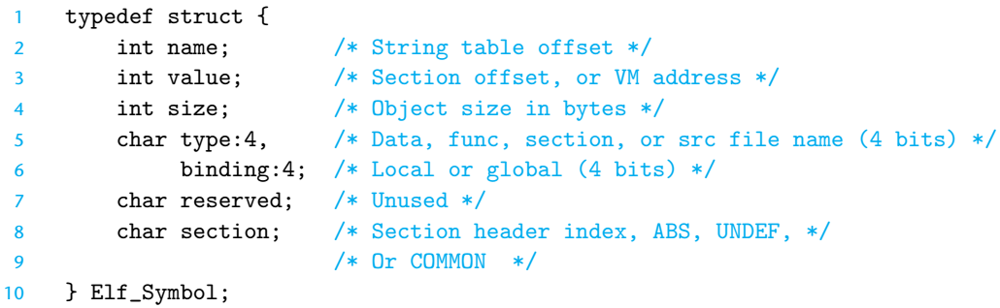 1 typedef struct {
2 int name; /* String table offset */
3 int value; /* Section offset, or VM address */
4 int size; /* Object size in bytes */
5 char type:4, /* Data, func, section, or src file name (4 bits) */
6 binding:4; /* Local or global (4 bits) */
7 char reserved; /* Unused */
8 char section; /* Section header index, ABS, UNDEF, */
9 /* Or COMMON */
10 } Elf_Symbol;